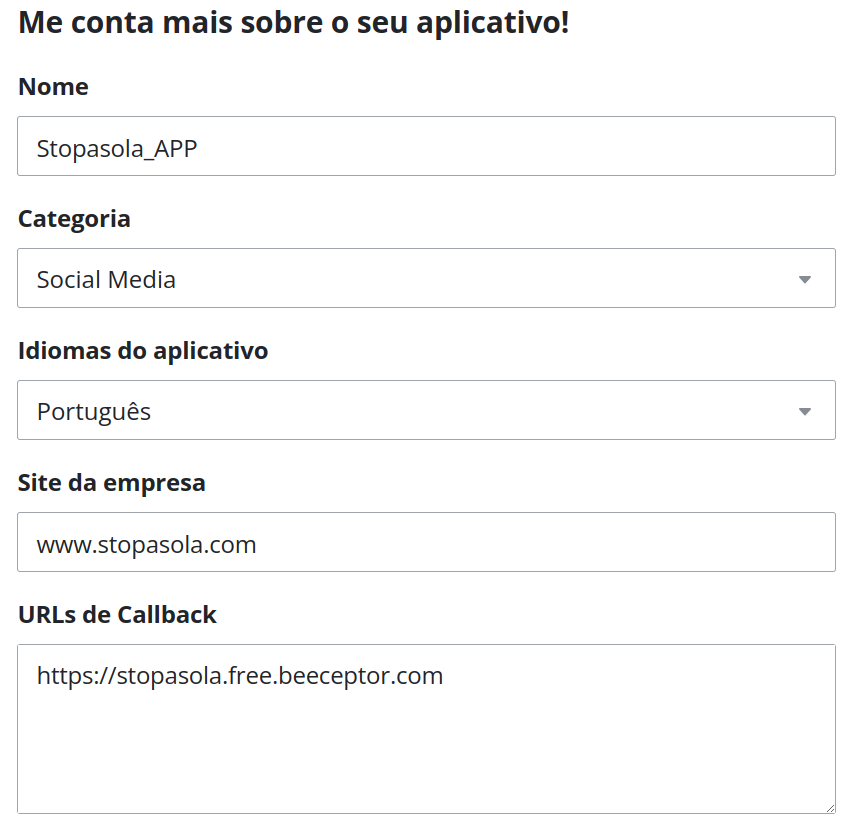 Me conta mais sobre o seu aplicativo!
Nome
Stopasola_APP
Categoria
Social Media
Idiomas do aplicativo
Português
Site da empresa
www.stopasola.com
URLs de Callback
https://stopasola.free.beeceptor.com